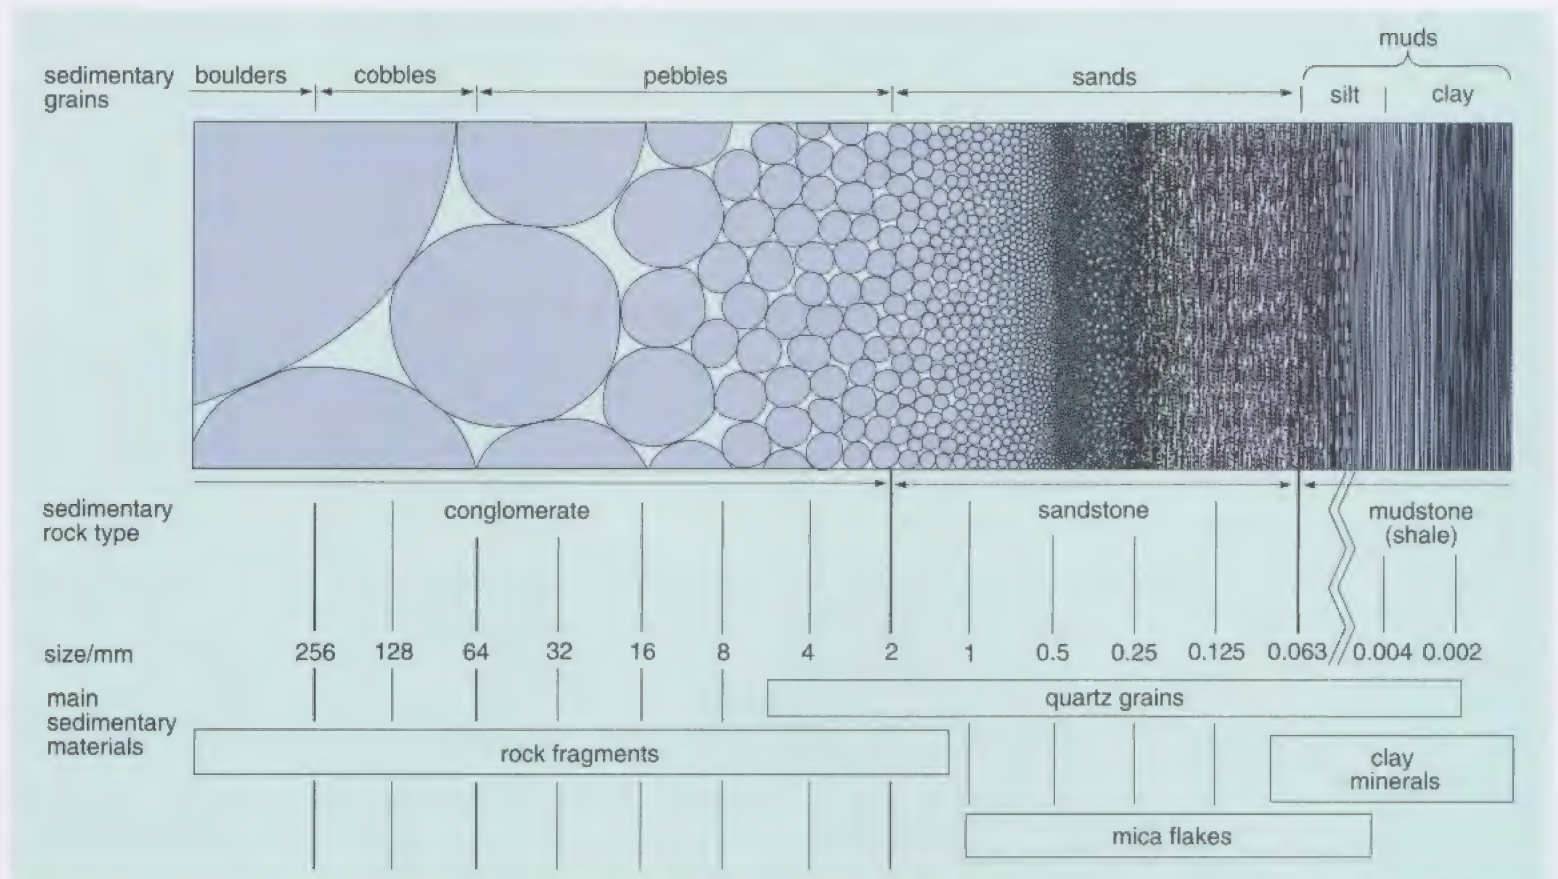 muds
sedimentary grains
boulders
cobbles
pebbles
sands
silt
clay
sedimentary
rock type
conglomerate
sandstone
mudstone
(shale)
size/mm
256 128 64 32 16 8 4 2 1 0.5 0.25 0.125 0.063 0.004 0.002
main
sedimentary
materials
quartz grains
rock fragments
clay
minerals
mica flakes